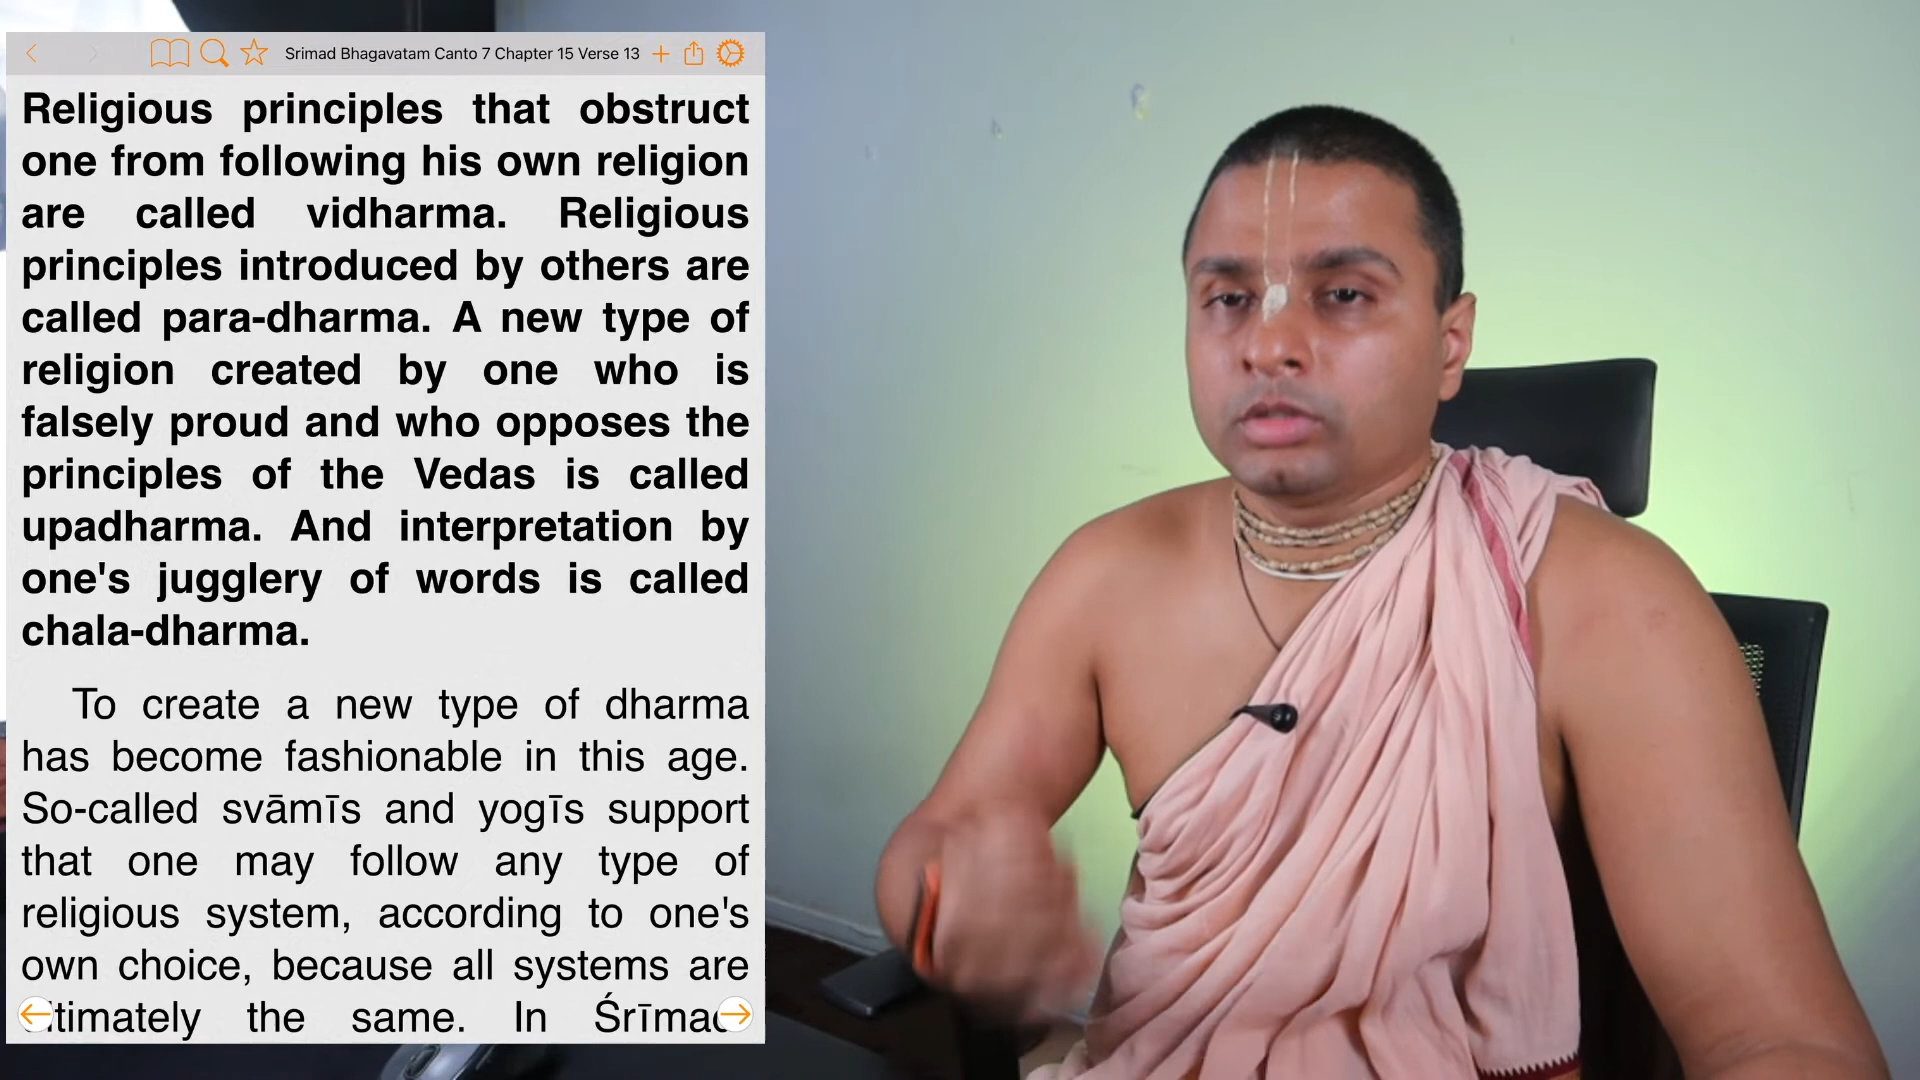 Srimad Bhagavatam Canto 7 Chapter 15 Verse 13
Religious principles that obstruct
one from following his own religion
are called vidharma. Religious
principles introduced by others are
called para-dharma. A new type of
religion created by one who is
falsely proud and who opposes the
principles of the Vedas is called
upadharma. And interpretation by
one's jugglery of words is called
chala-dharma.
To create a new type of dharma
has become fashionable in this age.
So-called svāmīs and yogīs support
that one may follow any type of
religious system, according to one's
own choice, because all systems are
the same. In